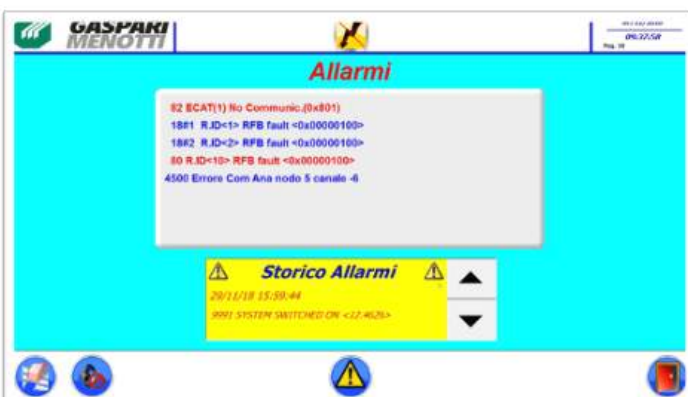 GASPARI
MENOTTI
09:37:58
Allarmi
82 ECAT(1) No Communic.(0x801)
18#1 R.ID<1> RFB fault <0x00000100>
18#2 R.ID<2> RFB fault <0x00000100>
80 R.ID<10> RFB fault <0x00000100>
4500 Errore Com Ana nodo 5 canale -6
Storico Allarmi
29/11/18 15:59:44
9991 SYSTEM SWITCHED ON <12.462s>